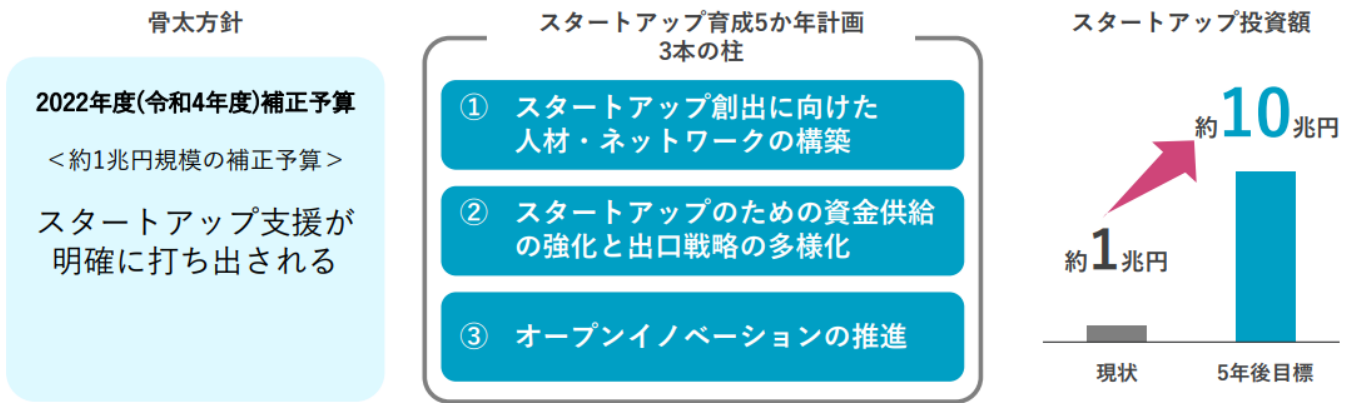 骨太方針
2022年度(令和4年度)補正予算
＜約1兆円規模の補正予算＞
スタートアップ支援が
明確に打ち出される
スタートアップ育成5か年計画
3本の柱
① スタートアップ創出に向けた
人材・ネットワークの構築
② スタートアップのための資金供給
の強化と出口戦略の多様化
③ オープンイノベーションの推進
スタートアップ投資額
約10兆円
約1兆円
現状
5年後目標